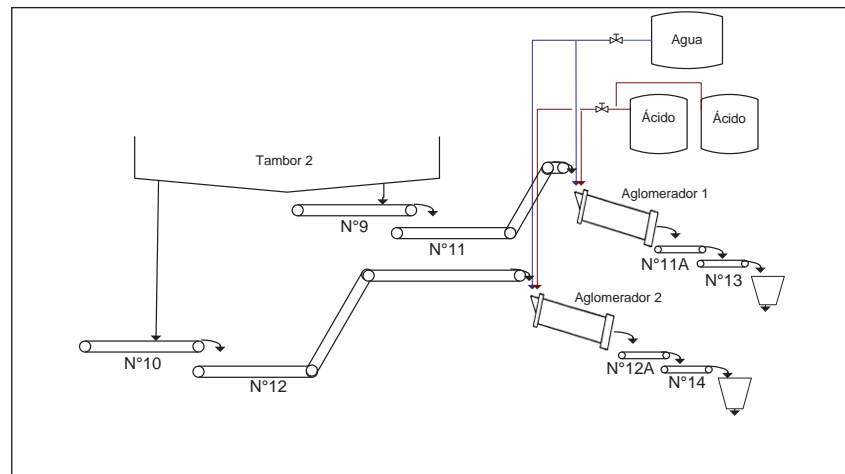 Agua
Ácido
Ácido
Tambor 2
Aglomerador 1
N°9
N°11
N°11A
N°13
Aglomerador 2
N°10
N°12
N°12A
N°14